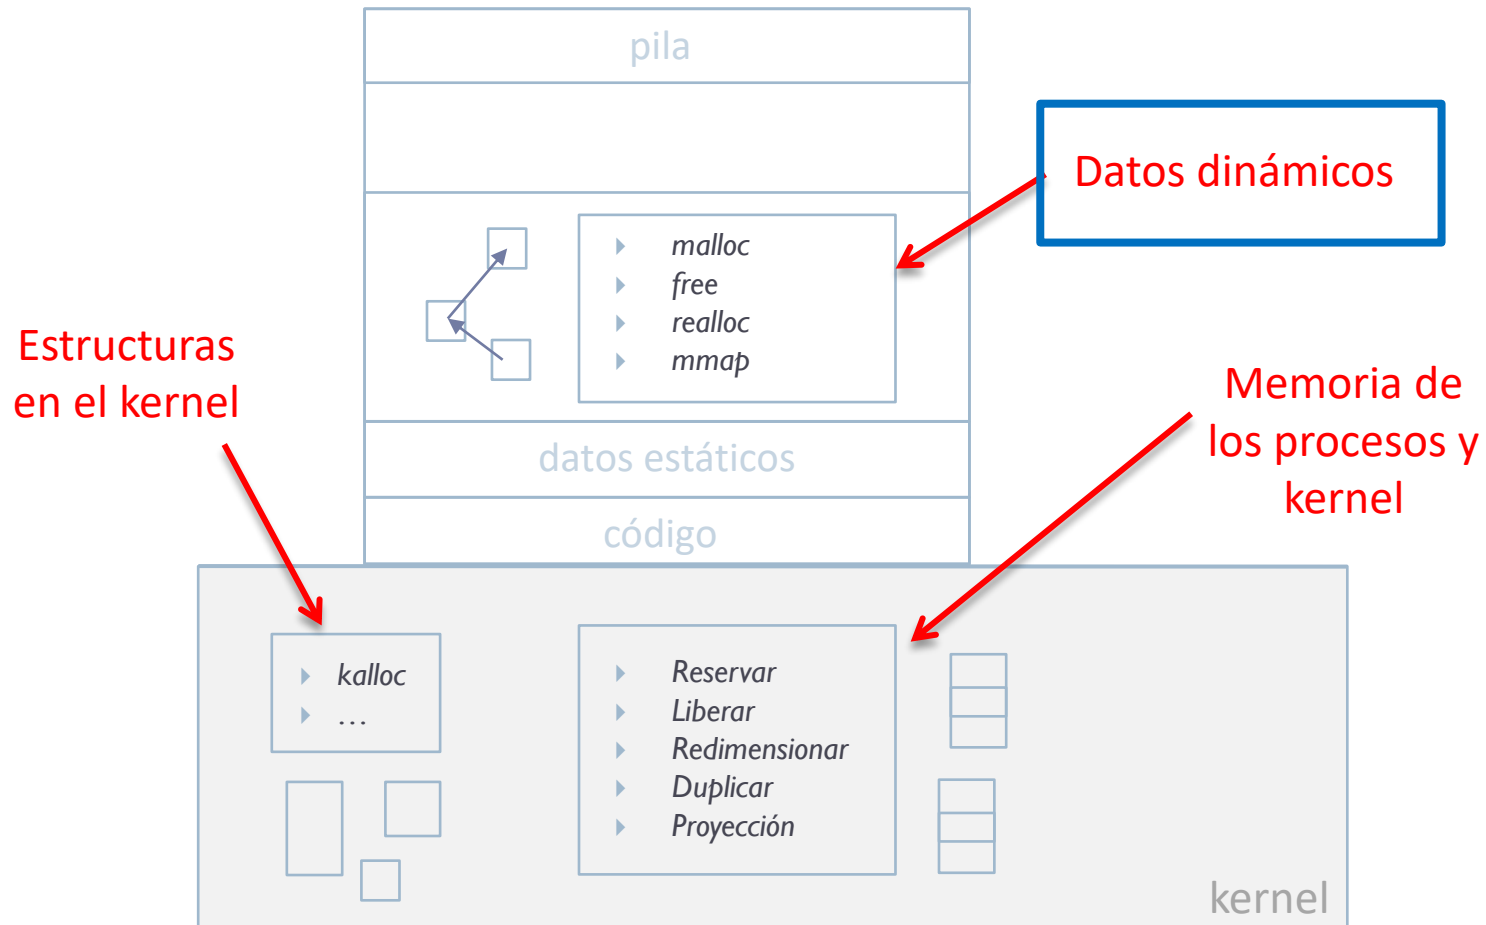 pila
Datos dinámicos
malloc
free
realloc
mmap
Estructuras
en el kernel
Memoria de
los procesos y
kernel
datos estáticos
código
kalloc
…
Reservar
Liberar
Redimensionar
Duplicar
Proyección
kernel